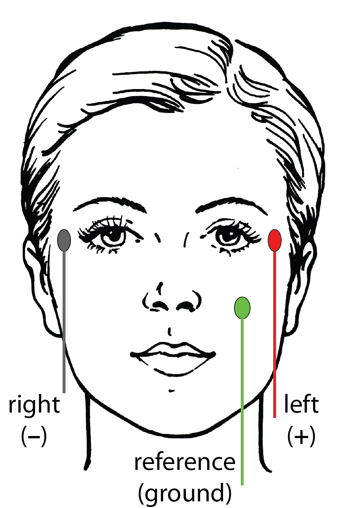 right
(–)
left
(+)
reference
(ground)